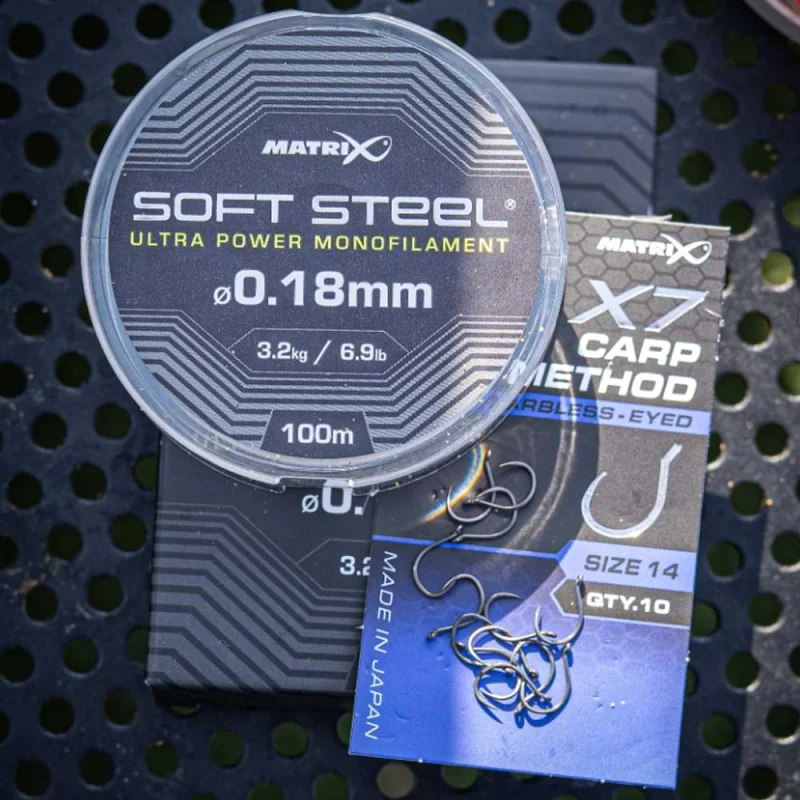 MATRIX
SOFT STEEL®
ULTRA POWER MONOFILAMENT
ø0.18mm
3.2kg / 6.9lb
100m
ø0.
3.2
MATRIX
X7
CARP
METHOD
RBLESS-EYED
SIZE 14
QTY.10
MADE IN JAPAN